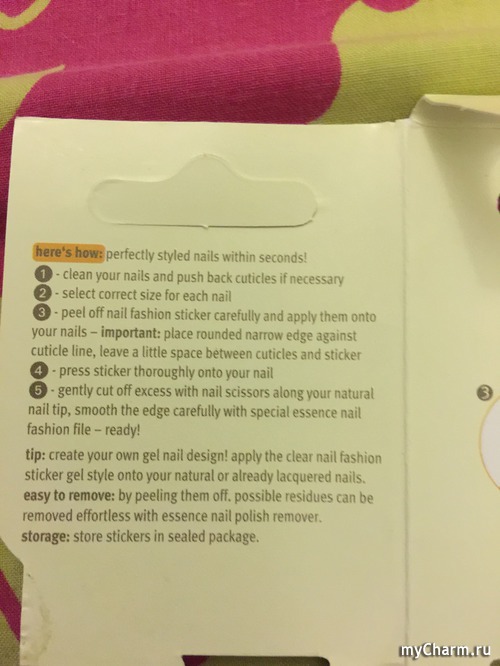 here's how: perfectly styled nails within seconds!
1 - clean your nails and push back cuticles if necessary
2 - select correct size for each nail
3 - peel off nail fashion sticker carefully and apply them onto
your nails – important: place rounded narrow edge against
cuticle line, leave a little space between cuticles and sticker
4 - press sticker thoroughly onto your nail
5 - gently cut off excess with nail scissors along your natural
nail tip, smooth the edge carefully with special essence nail
fashion file – ready!
tip: create your own gel nail design! apply the clear nail fashion
sticker gel style onto your natural or already lacquered nails.
easy to remove: by peeling them off. possible residues can be
removed effortless with essence nail polish remover.
storage: store stickers in sealed package.
3
myCharm.ru